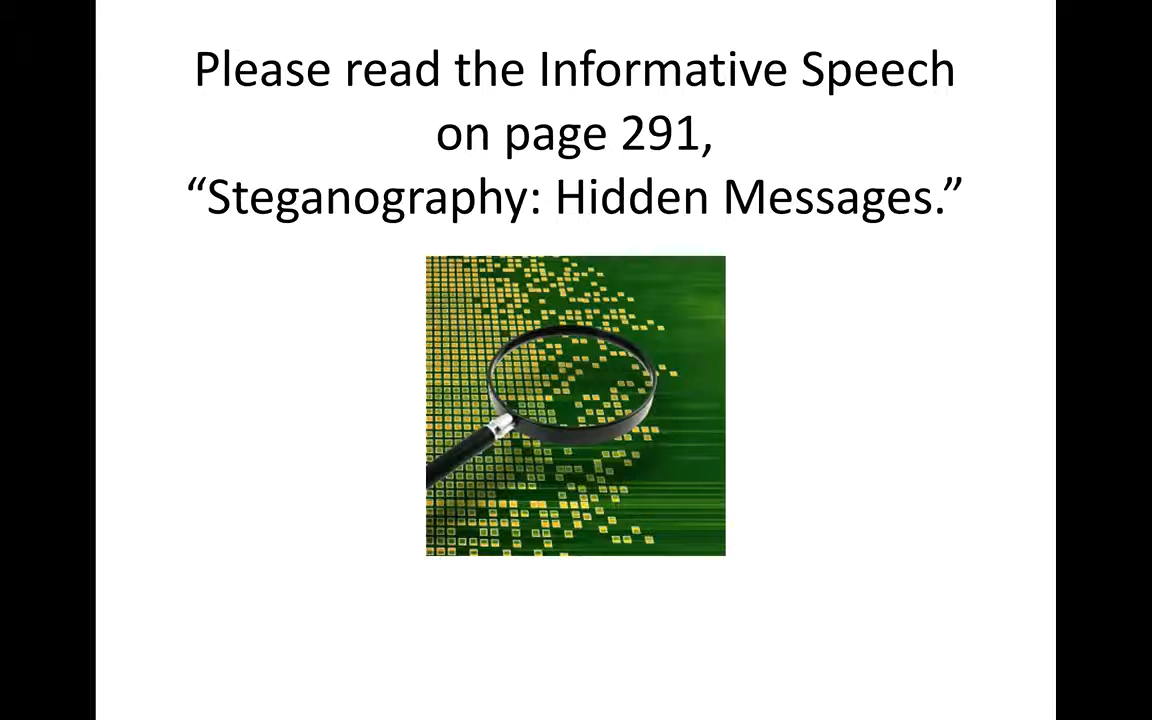 Please read the Informative Speech
on page 291,
“Steganography: Hidden Messages.”